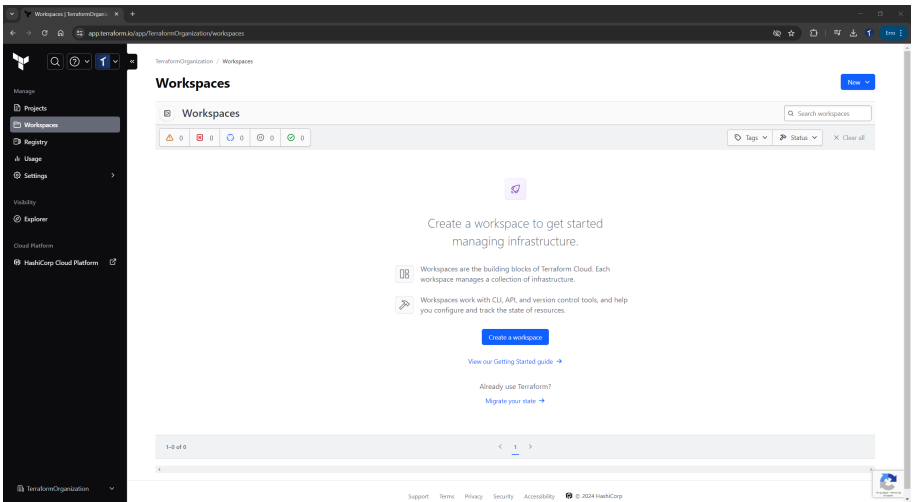 Workspaces | TerraformOrganiz
app.terraform.io/app/TerraformOrganization/workspaces
Erro
Manage
Projects
Workspaces
Registry
Usage
Settings
Visibility
Explorer
Cloud Platform
HashiCorp Cloud Platform
TerraformOrganization
TerraformOrganization / Workspaces
Workspaces
New
Workspaces
Search workspaces
0 0 0 0 0
Tags Status Clear all
Create a workspace to get started
managing infrastructure.
Workspaces are the building blocks of Terraform Cloud. Each
workspace manages a collection of infrastructure.
Workspaces work with CLI, API, and version control tools, and help
you configure and track the state of resources.
Create a workspace
View our Getting Started guide
Already use Terraform?
Migrate your state
1–0 of 0
1
Support Terms Privacy Security Accessibility © 2024 HashiCorp